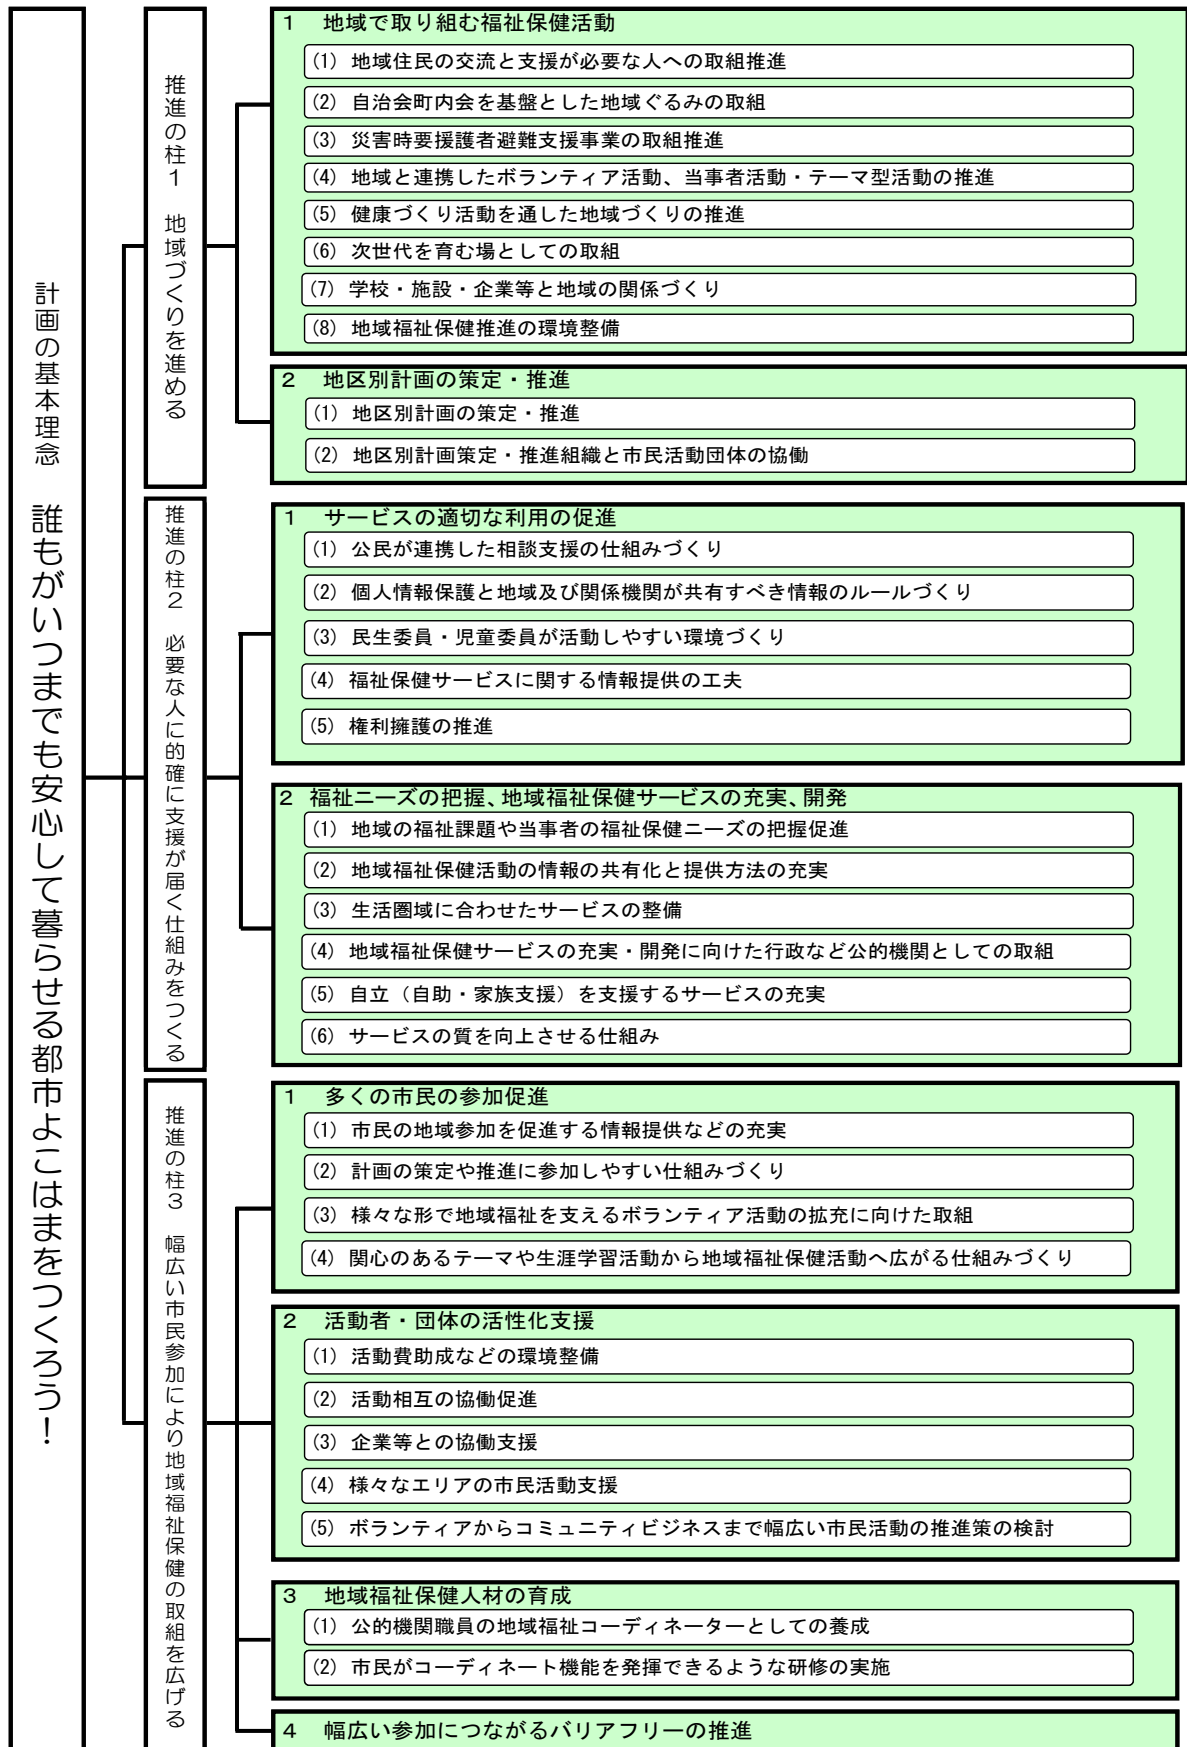 計画の基本理念　誰もがいつまでも安心して暮らせる都市よこはまをつくろう！
推進の柱１　地域づくりを進める
１　地域で取り組む福祉保健活動
(1) 地域住民の交流と支援が必要な人への取組推進
(2) 自治会町内会を基盤とした地域ぐるみの取組
(3) 災害時要援護者避難支援事業の取組推進
(4) 地域と連携したボランティア活動、当事者活動・テーマ型活動の推進
(5) 健康づくり活動を通した地域づくりの推進
(6) 次世代を育む場としての取組
(7) 学校・施設・企業等と地域の関係づくり
(8) 地域福祉保健推進の環境整備
２　地区別計画の策定・推進
(1) 地区別計画の策定・推進
(2) 地区別計画策定・推進組織と市民活動団体の協働
推進の柱２　必要な人に的確に支援が届く仕組みをつくる
１　サービスの適切な利用の促進
(1) 公民が連携した相談支援の仕組みづくり
(2) 個人情報保護と地域及び関係機関が共有すべき情報のルールづくり
(3) 民生委員・児童委員が活動しやすい環境づくり
(4) 福祉保健サービスに関する情報提供の工夫
(5) 権利擁護の推進
２ 福祉ニーズの把握、地域福祉保健サービスの充実、開発
(1) 地域の福祉課題や当事者の福祉保健ニーズの把握促進
(2) 地域福祉保健活動の情報の共有化と提供方法の充実
(3) 生活圏域に合わせたサービスの整備
(4) 地域福祉保健サービスの充実・開発に向けた行政など公的機関としての取組
(5) 自立（自助・家族支援）を支援するサービスの充実
(6) サービスの質を向上させる仕組み
推進の柱３　幅広い市民参加により地域福祉保健の取組を広げる
１　多くの市民の参加促進
(1) 市民の地域参加を促進する情報提供などの充実
(2) 計画の策定や推進に参加しやすい仕組みづくり
(3) 様々な形で地域福祉を支えるボランティア活動の拡充に向けた取組
(4) 関心のあるテーマや生涯学習活動から地域福祉保健活動へ広がる仕組みづくり
２　活動者・団体の活性化支援
(1) 活動費助成などの環境整備
(2) 活動相互の協働促進
(3) 企業等との協働支援
(4) 様々なエリアの市民活動支援
(5) ボランティアからコミュニティビジネスまで幅広い市民活動の推進策の検討
３　地域福祉保健人材の育成
(1) 公的機関職員の地域福祉コーディネーターとしての養成
(2) 市民がコーディネート機能を発揮できるような研修の実施
４　幅広い参加につながるバリアフリーの推進